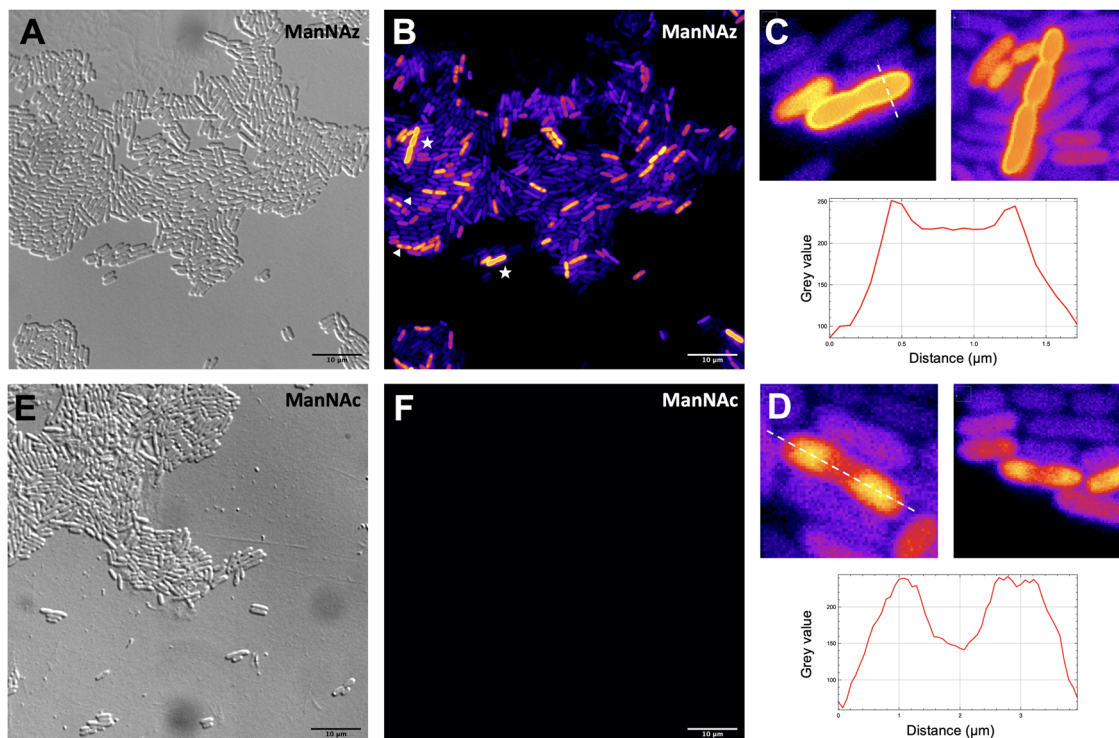 A
ManNAz
10 µm
B
ManNAz
10 µm
C
Grey value
250
200
150
100
0.0
0.5
1.0
1.5
Distance (µm)
E
ManNAc
10 µm
F
ManNAc
10 µm
D
Grey value
200
150
100
0
1
2
3
Distance (µm)